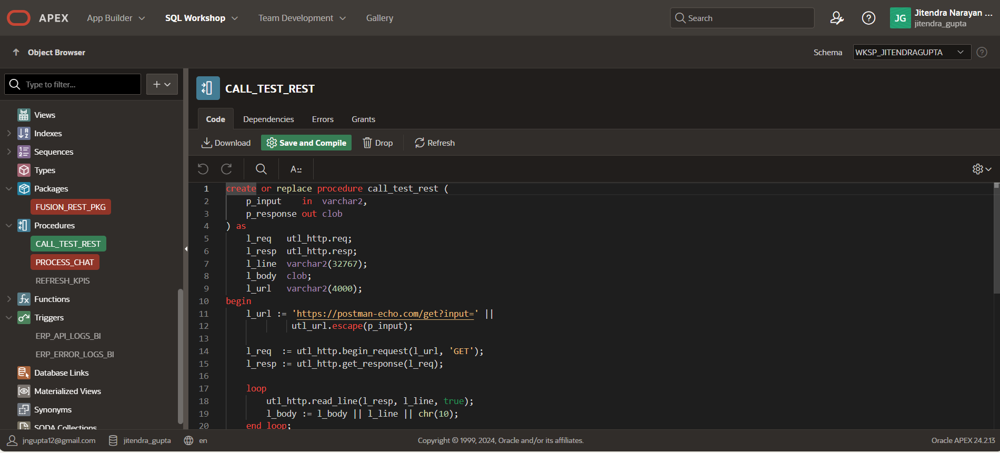 APEX App Builder SQL Workshop Team Development Gallery Search JG Jitendra Narayan ...
jitendra_gupta
Object Browser Schema WKSP_JITENDRAGUPTA
Type to filter...
Views
Indexes
Sequences
Types
Packages
FUSION_REST_PKG
Procedures
CALL_TEST_REST
PROCESS_CHAT
REFRESH_KPIS
Functions
Triggers
ERP_API_LOGS_BI
ERP_ERROR_LOGS_BI
Database Links
Materialized Views
Synonyms
SODA Collections
CALL_TEST_REST
Code Dependencies Errors Grants
Download Save and Compile Drop Refresh
A::
1 create or replace procedure call_test_rest (
2     p_input    in  varchar2,
3     p_response out clob
4 ) as
5     l_req   utl_http.req;
6     l_resp  utl_http.resp;
7     l_line  varchar2(32767);
8     l_body  clob;
9     l_url   varchar2(4000);
10 begin
11     l_url := 'https://postman-echo.com/get?input=' ||
12              utl_url.escape(p_input);
13
14     l_req  := utl_http.begin_request(l_url, 'GET');
15     l_resp := utl_http.get_response(l_req);
16
17     loop
18         utl_http.read_line(l_resp, l_line, true);
19         l_body := l_body || l_line || chr(10);
20     end loop;
jngupta12@gmail.com jitendra_gupta en Copyright © 1999, 2024, Oracle and/or its affiliates. Oracle APEX 24.2.13